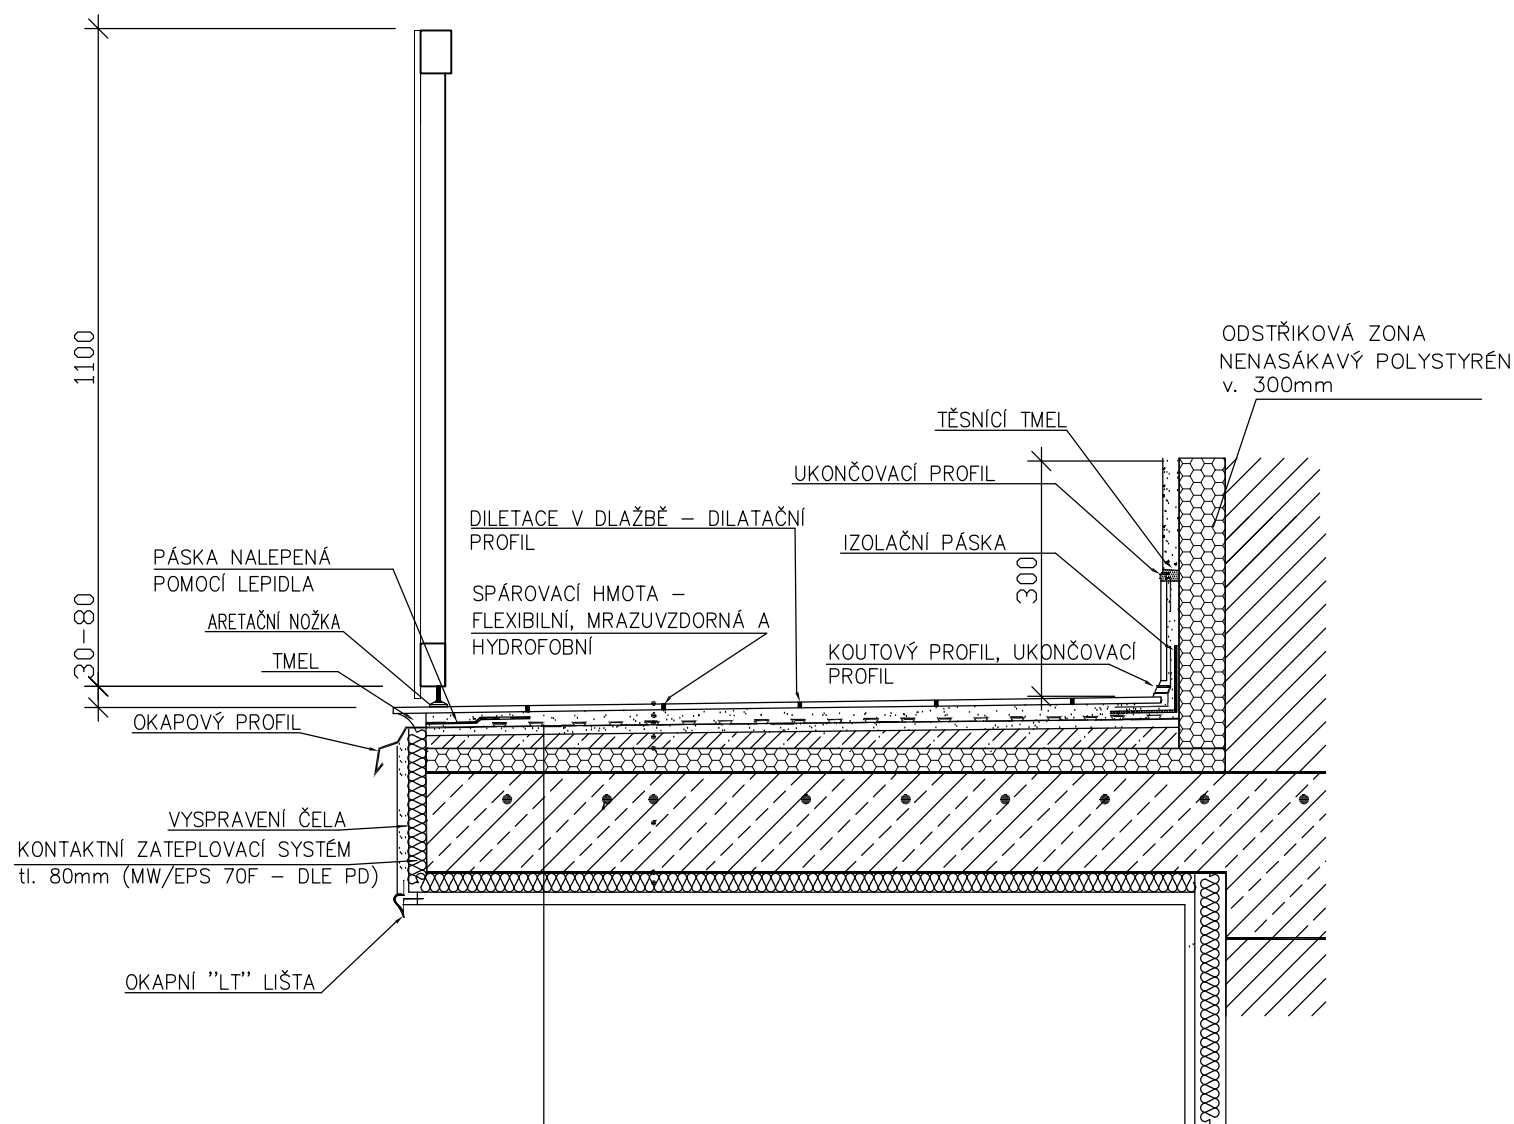 1100
30-80
ODSTŘIKOVÁ ZONA
NENASÁKAVÝ POLYSTYRÉN
v. 300mm
TĚSNÍCÍ TMEL
UKONČOVACÍ PROFIL
DILETACE V DLAŽBĚ – DILATAČNÍ
PROFIL
IZOLAČNÍ PÁSKA
300
PÁSKA NALEPENÁ
POMOCÍ LEPIDLA
SPÁROVACÍ HMOTA –
FLEXIBILNÍ, MRAZUVZDORNÁ A
HYDROFOBNÍ
ARETAČNÍ NOŽKA
TMEL
KOUTOVÝ PROFIL, UKONČOVACÍ
PROFIL
OKAPOVÝ PROFIL
VYSPRAVENÍ ČELA
KONTAKTNÍ ZATEPLOVACÍ SYSTÉM
tl. 80mm (MW/EPS 70F – DLE PD)
OKAPNÍ ”LT” LIŠTA